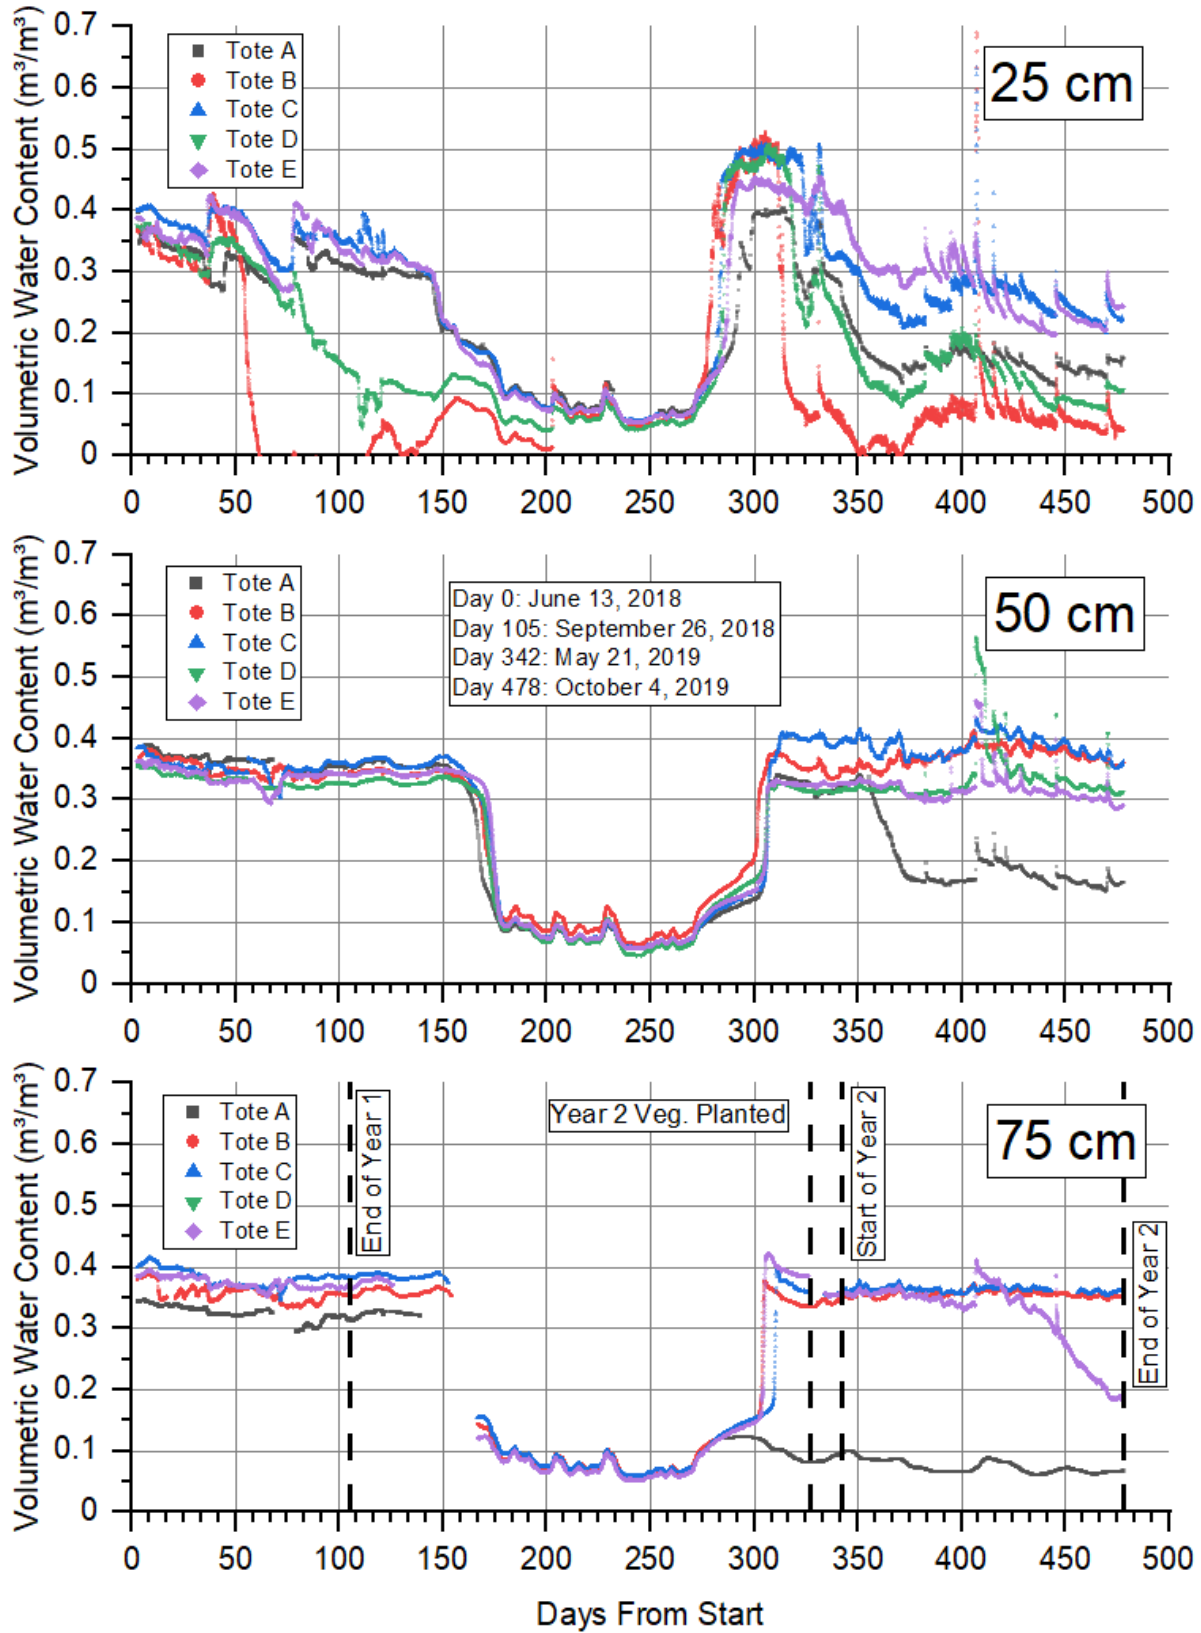 Volumetric Water Content (m³/m³)
0.7
0.6
0.5
0.4
0.3
0.2
0.1
0
Tote A
Tote B
Tote C
Tote D
Tote E
25 cm
0 50 100 150 200 250 300 350 400 450 500
Volumetric Water Content (m³/m³)
0.7
0.6
0.5
0.4
0.3
0.2
0.1
0
Tote A
Tote B
Tote C
Tote D
Tote E
Day 0: June 13, 2018
Day 105: September 26, 2018
Day 342: May 21, 2019
Day 478: October 4, 2019
50 cm
0 50 100 150 200 250 300 350 400 450 500
Volumetric Water Content (m³/m³)
0.7
0.6
0.5
0.4
0.3
0.2
0.1
0
Tote A
Tote B
Tote C
Tote D
Tote E
End of Year 1
Year 2 Veg. Planted
Start of Year 2
75 cm
End of Year 2
0 50 100 150 200 250 300 350 400 450 500
Days From Start